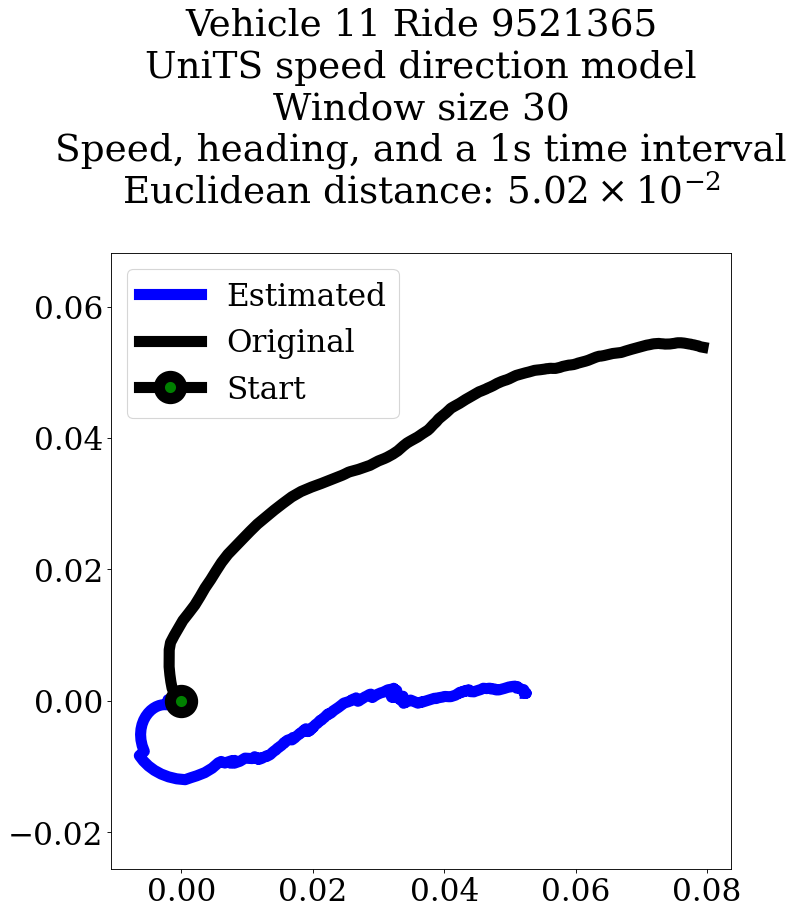 Vehicle 11 Ride 9521365
UniTS speed direction model
Window size 30
Speed, heading, and a 1s time interval
Euclidean distance: 5.02 × 10⁻²
Estimated
Original
Start
0.06
0.04
0.02
0.00
−0.02
0.00 0.02 0.04 0.06 0.08